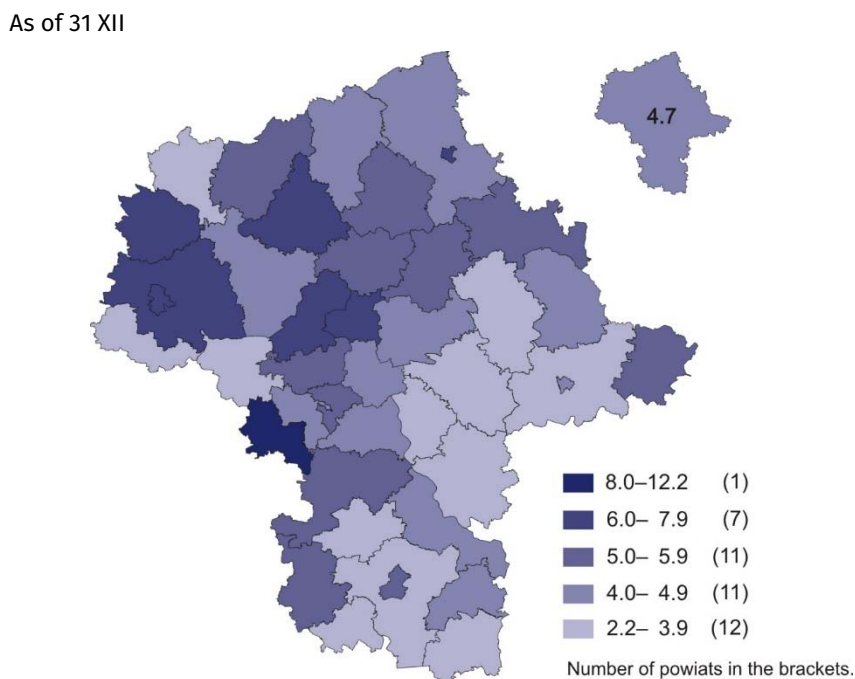 As of 31 XII
4.7
8.0–12.2 (1)
6.0– 7.9 (7)
5.0– 5.9 (11)
4.0– 4.9 (11)
2.2– 3.9 (12)
Number of powiats in the brackets.